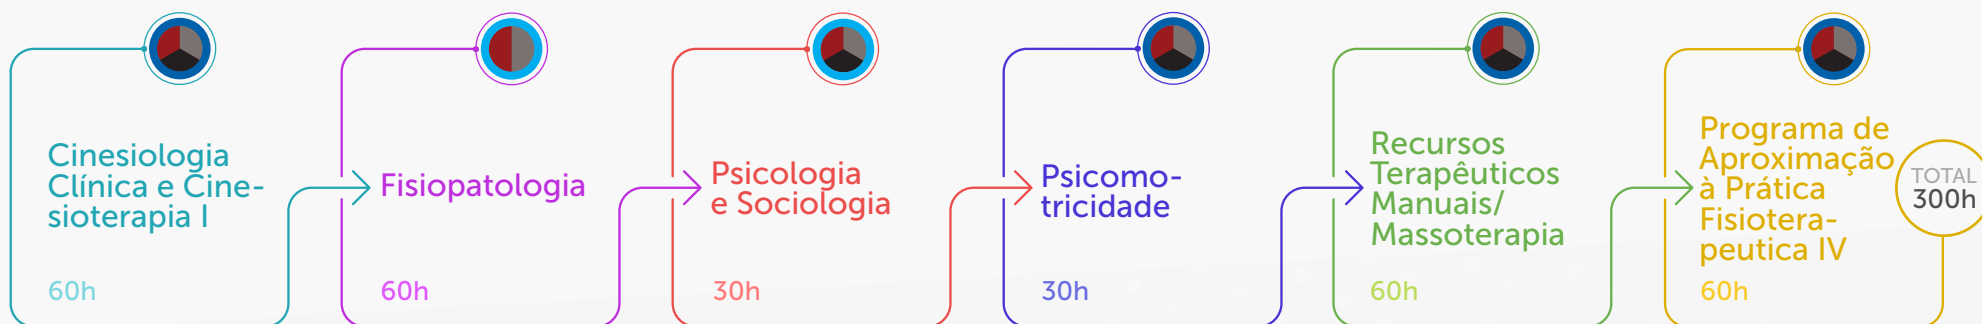 Cinesiologia
Clínica e Cine-
sioterapia I
60h
Fisiopatologia
60h
Psicologia
e Sociologia
30h
Psicomo-
tricidade
30h
Recursos
Terapêuticos
Manuais/
Massoterapia
60h
Programa de
Aproximação
à Prática
Fisiotera-
peutica IV
60h
TOTAL
300h